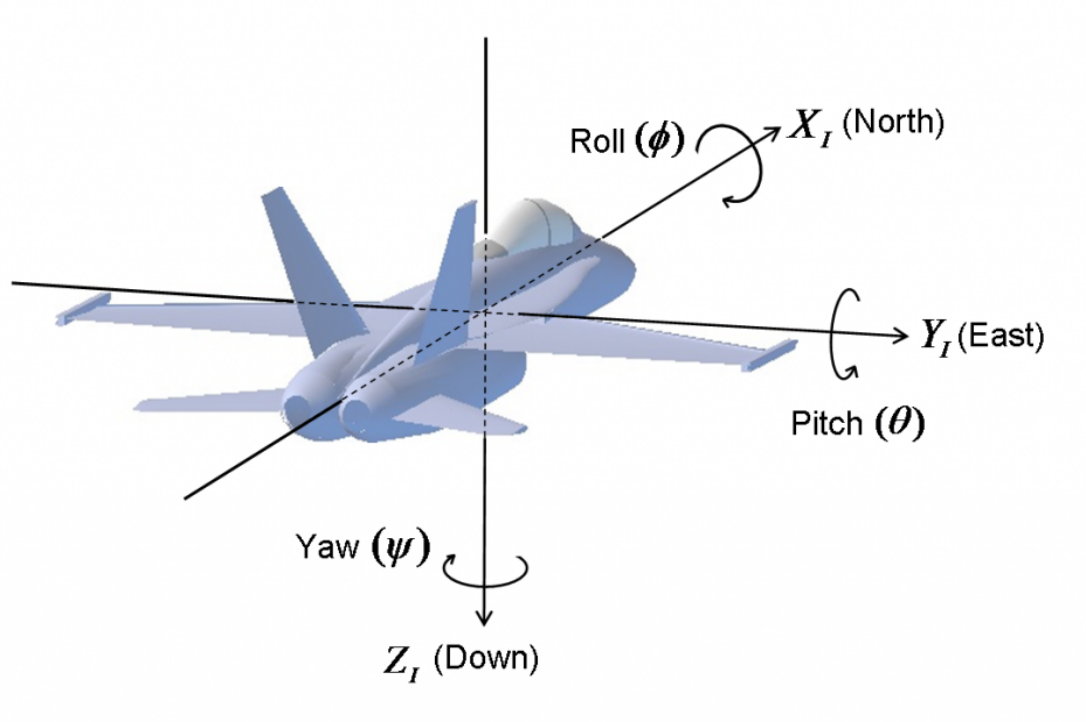 Roll (ϕ)
X_I (North)
Y_I (East)
Pitch (θ)
Yaw (ψ)
Z_I (Down)